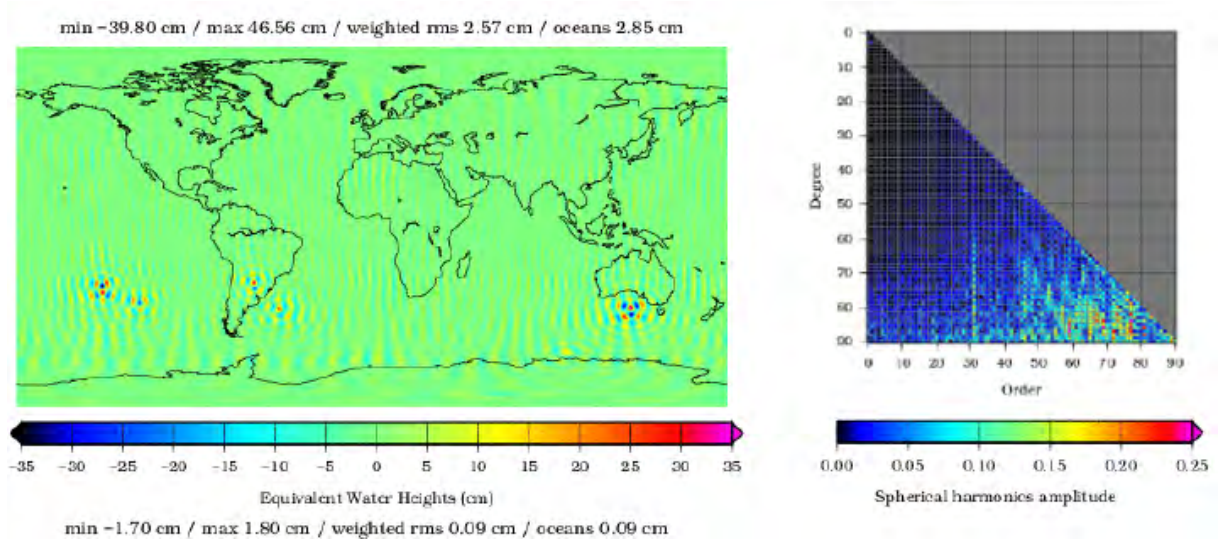 min −39.80 cm / max 46.56 cm / weighted rms 2.57 cm / oceans 2.85 cm
−35 −30 −25 −20 −15 −10 −5 0 5 10 15 20 25 30 35
Equivalent Water Heights (cm)
min −1.70 cm / max 1.80 cm / weighted rms 0.09 cm / oceans 0.09 cm
0
10
20
30
40
50
60
70
80
90
Degree
0 10 20 30 40 50 60 70 80 90
Order
0.00 0.05 0.10 0.15 0.20 0.25
Spherical harmonics amplitude